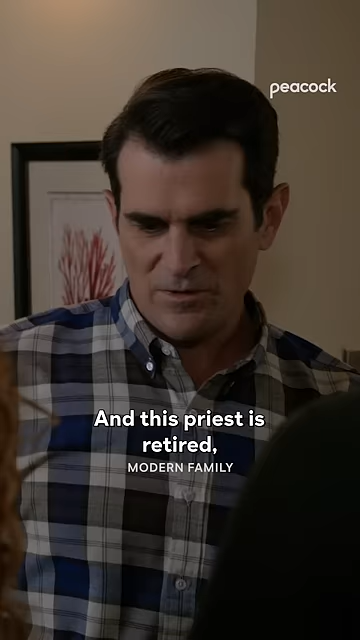 peacock
And this priest is
retired,
MODERN FAMILY